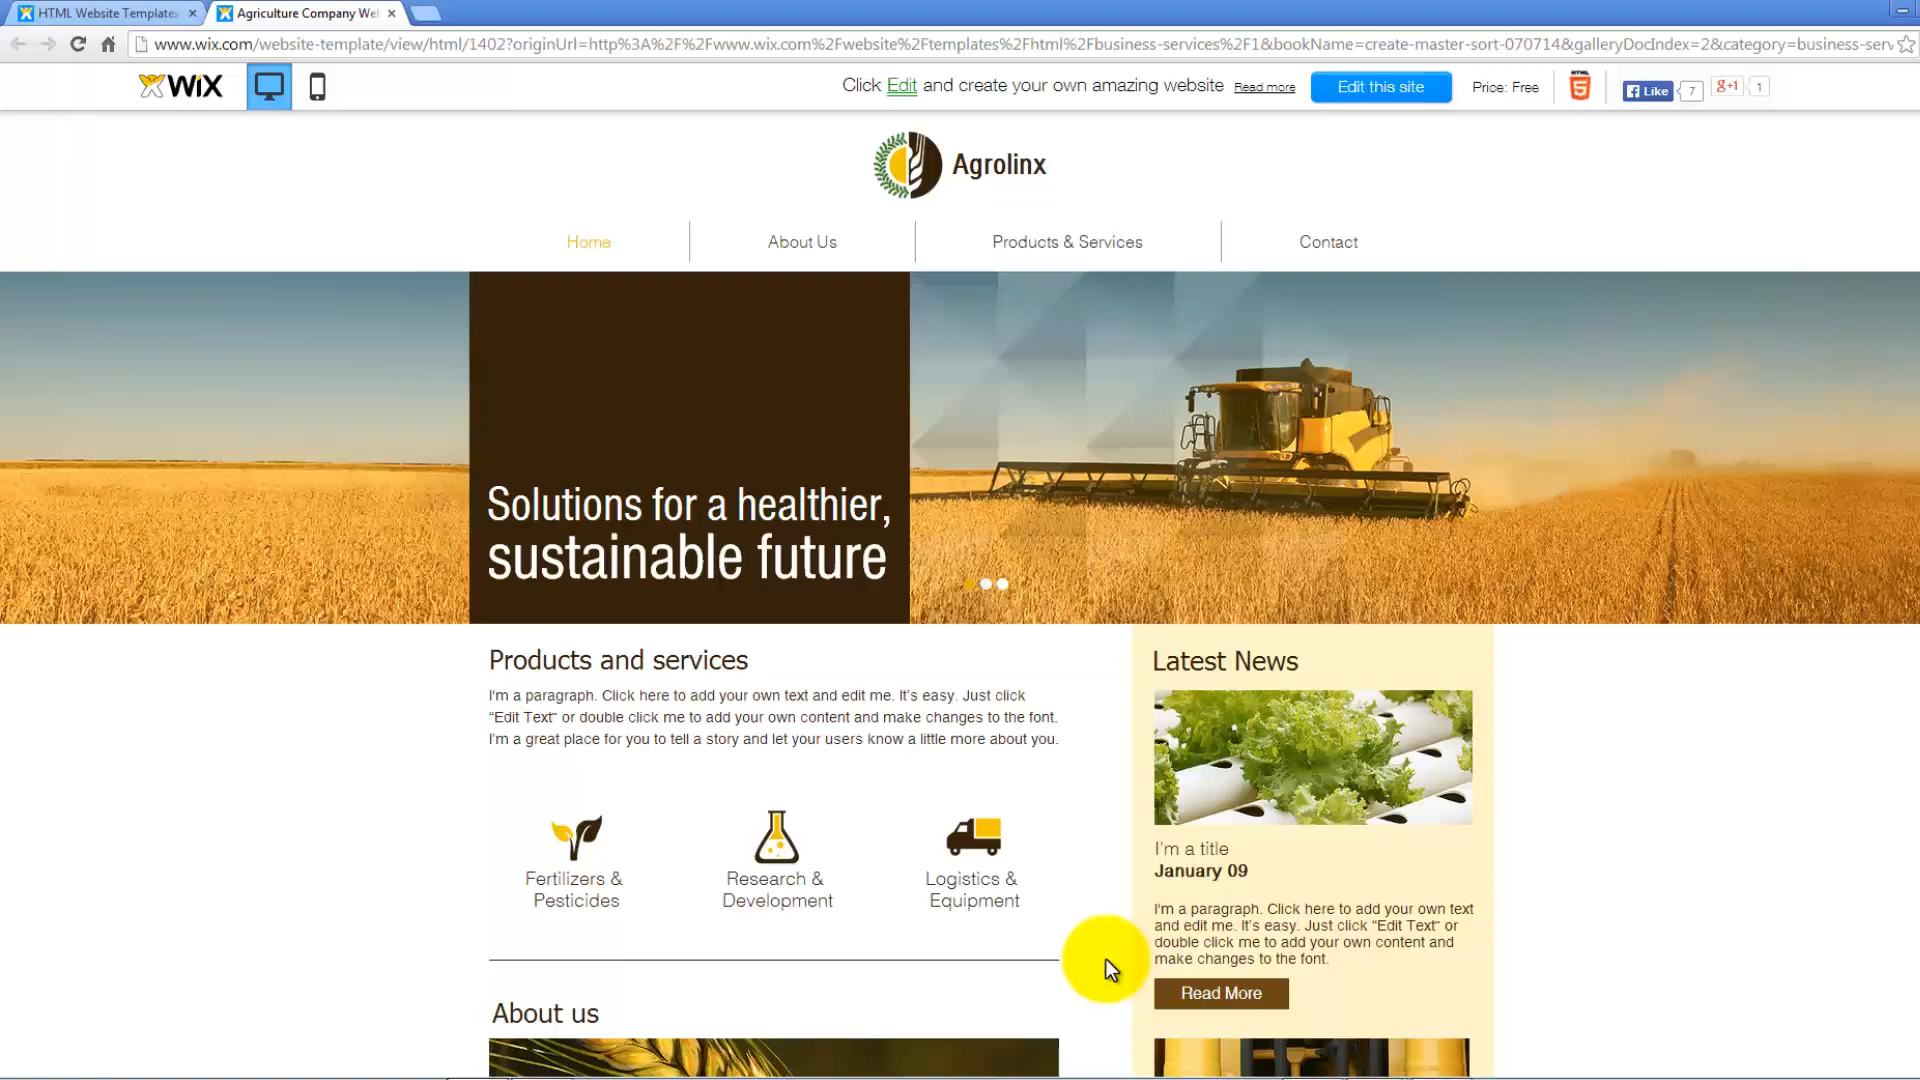 HTML Website Templates
Agriculture Company We
www.wix.com/website-template/view/html/1402?originUrl=http%3A%2F%2Fwww.wix.com%2Fwebsite%2Ftemplates%2Fhtml%2Fbusiness-services%2F1&bookName=create-master-sort-070714&galleryDocIndex=2&category=business-serv
WiX
Click Edit and create your own amazing website Read more
Edit this site
Price: Free
HTML
5
Like
7
g+1
1
Agrolinx
Home
About Us
Products & Services
Contact
Solutions for a healthier,
sustainable future
Products and services
I'm a paragraph. Click here to add your own text and edit me. It's easy. Just click
“Edit Text” or double click me to add your own content and make changes to the font.
I'm a great place for you to tell a story and let your users know a little more about you.
Fertilizers &
Pesticides
Research &
Development
Logistics &
Equipment
About us
Latest News
I'm a title
January 09
I'm a paragraph. Click here to add your own text
and edit me. It's easy. Just click “Edit Text” or
double click me to add your own content and
make changes to the font.
Read More